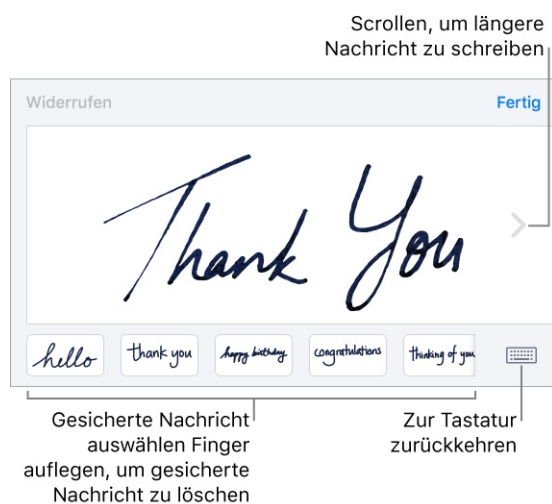 Scrollen, um längere
Nachricht zu schreiben
Widerrufen
Fertig
Thank You
hello
thank you
happy birthday
congratulations
thinking of you
Gesicherte Nachricht
auswählen Finger
auflegen, um gesicherte
Nachricht zu löschen
Zur Tastatur
zurückkehren